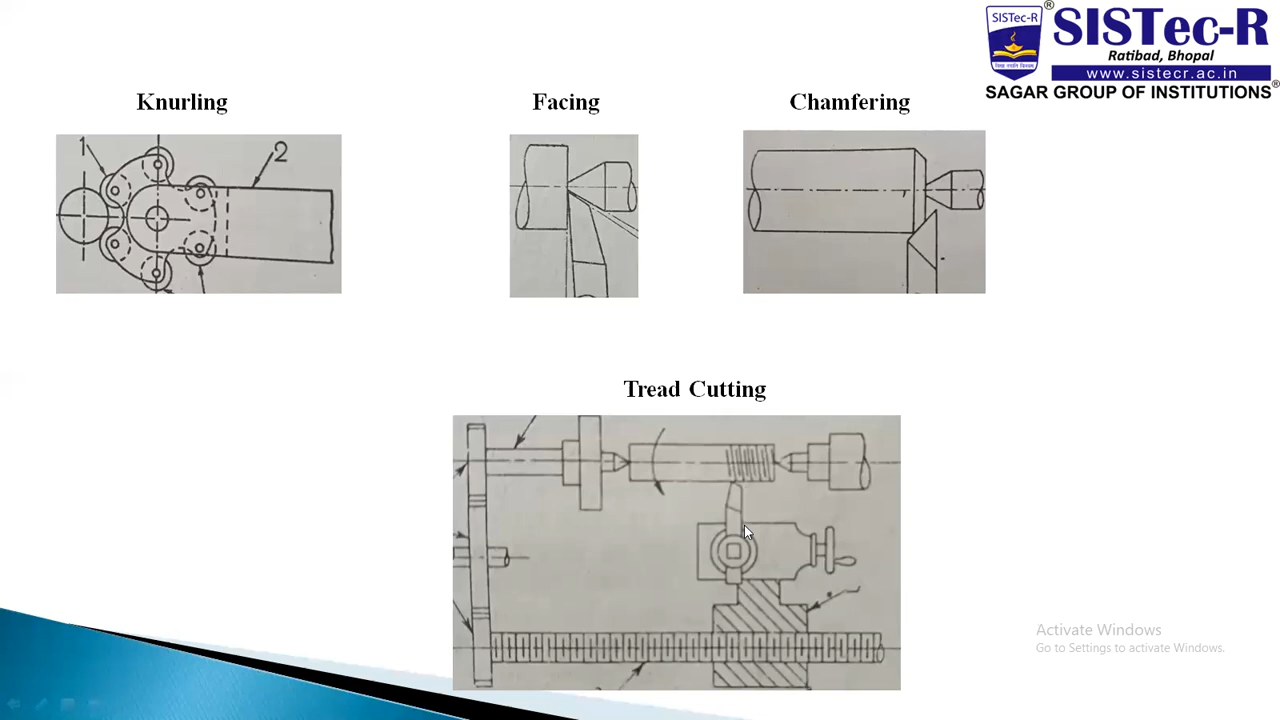 SISTec-R
®
SISTec-R
Ratibad, Bhopal
www.sistecr.ac.in
SAGAR GROUP OF INSTITUTIONS®
Knurling
Facing
Chamfering
1
2
Tread Cutting
Activate Windows
Go to Settings to activate Windows.